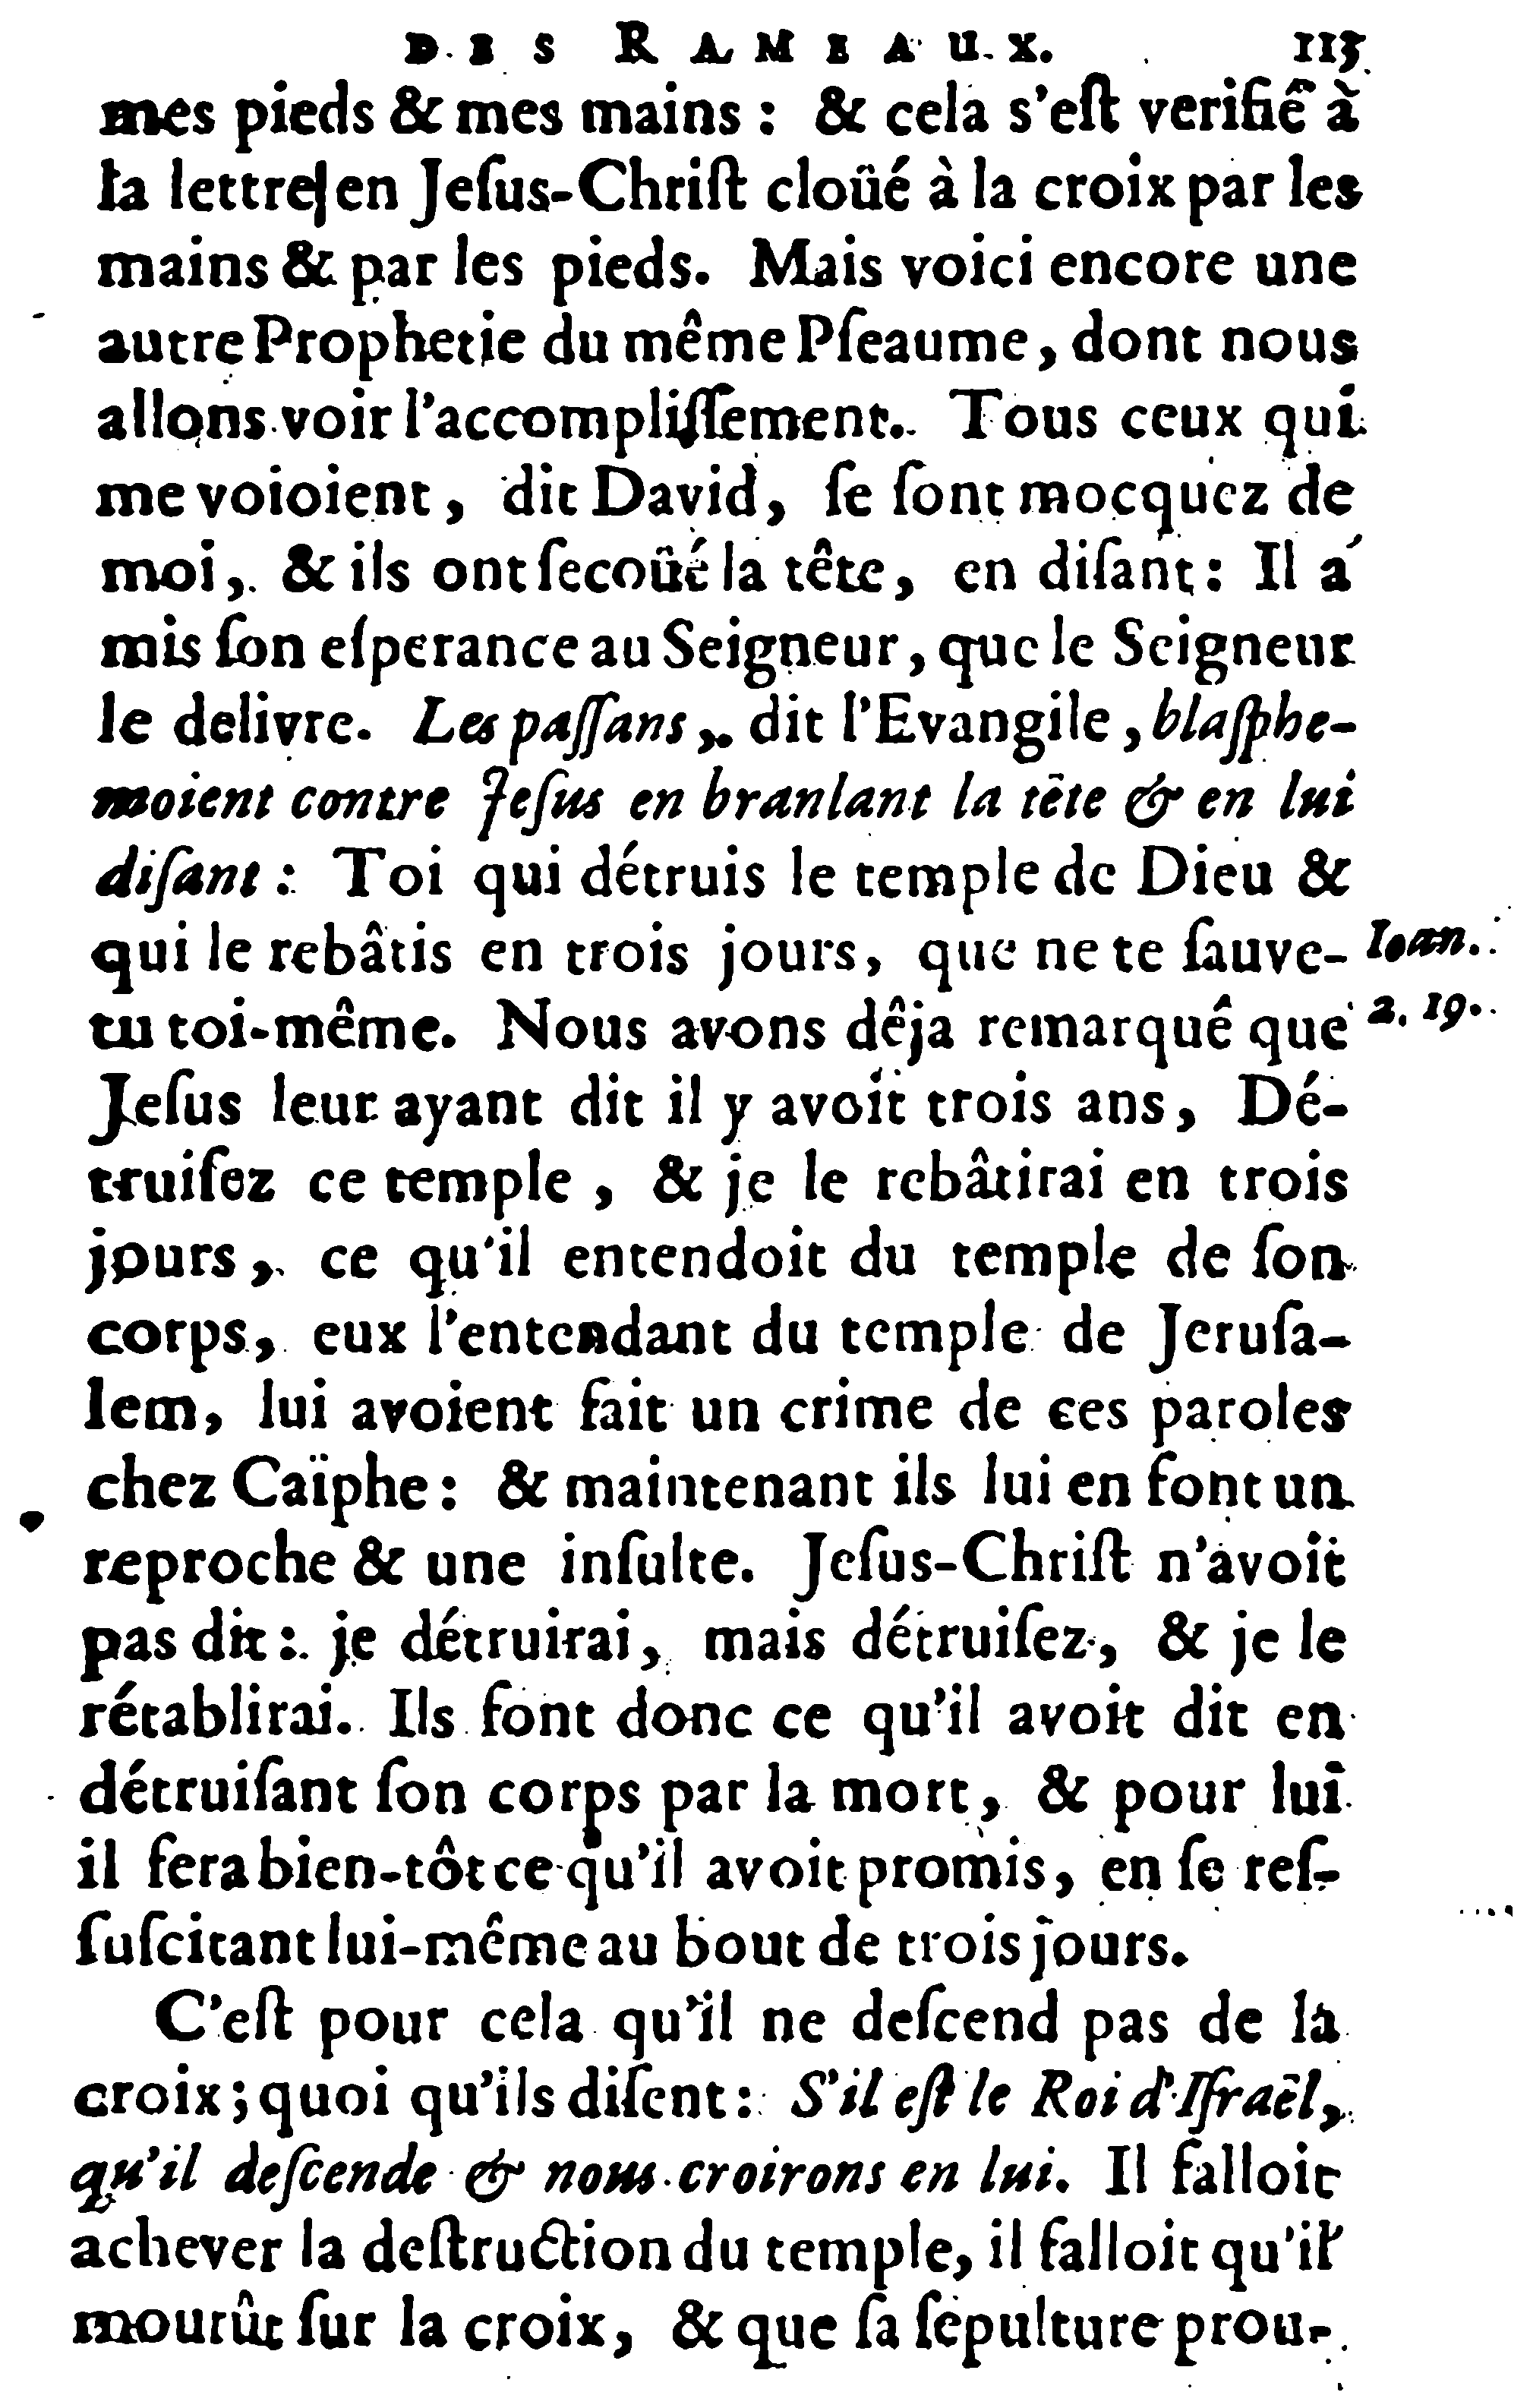 DES RAMEAUX. 115
mes pieds & mes mains : & cela s'eſt verifiê à
la lettre en Jeſus-Chriſt cloüé à la croix par les
mains & par les pieds. Mais voici encore une
autre Prophetie du même Pſeaume, dont nous
allons voir l'accompliſſement. Tous ceux qui
me voioient, dit David, ſe ſont mocquez de
moi, & ils ont ſecoüé la tête, en diſant : Il a
mis ſon eſperance au Seigneur, que le Seigneur
le delivre. Les paſſans, dit l'Evangile, blaſphe-
moient contre Jeſus en branlant la tête & en lui
diſant : Toi qui détruis le temple de Dieu &
qui le rebâtis en trois jours, que ne te ſauve- Ioan.
tu toi-même. Nous avons dêja remarquê que 2. 19.
Jeſus leur ayant dit il y avoit trois ans, Dé-
truiſez ce temple, & je le rebâtirai en trois
jours, ce qu'il entendoit du temple de ſon
corps, eux l'entendant du temple de Jeruſa-
lem, lui avoient fait un crime de ces paroles
chez Caïphe : & maintenant ils lui en font un
reproche & une inſulte. Jeſus-Chriſt n'avoit
pas dit : je détruirai, mais détruiſez, & je le
rétablirai. Ils font donc ce qu'il avoit dit en
détruiſant ſon corps par la mort, & pour lui
il fera bien-tôt ce qu'il avoit promis, en ſe reſ-
ſuſcitant lui-même au bout de trois jours.
C'eſt pour cela qu'il ne deſcend pas de la
croix ; quoi qu'ils diſent : S'il eſt le Roi d'Iſraël,
qu'il deſcende & nous croirons en lui. Il falloit
achever la deſtruction du temple, il falloit qu'il
mourût ſur la croix, & que ſa ſepulture prou-